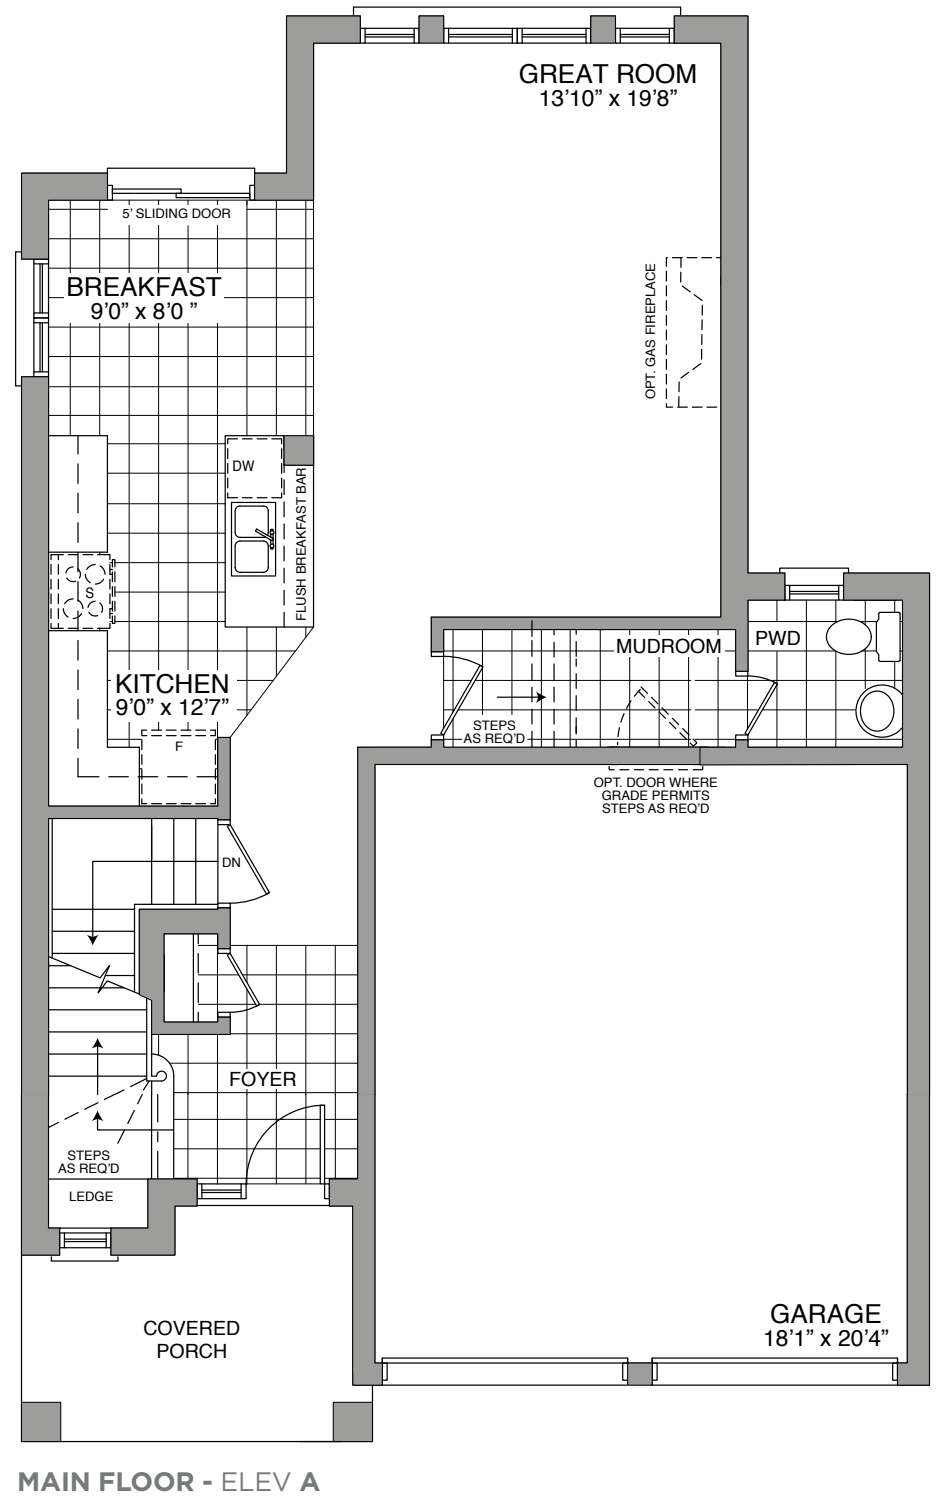 GREAT ROOM
13'10” x 19'8”
5' SLIDING DOOR
BREAKFAST
9'0” x 8'0 ”
OPT. GAS FIREPLACE
DW
FLUSH BREAKFAST BAR
S
KITCHEN
9'0” x 12'7”
F
MUDROOM
PWD
STEPS
AS REQ'D
OPT. DOOR WHERE
GRADE PERMITS
STEPS AS REQ'D
DN
FOYER
STEPS
AS REQ'D
LEDGE
COVERED
PORCH
GARAGE
18'1” x 20'4”
MAIN FLOOR - ELEV A